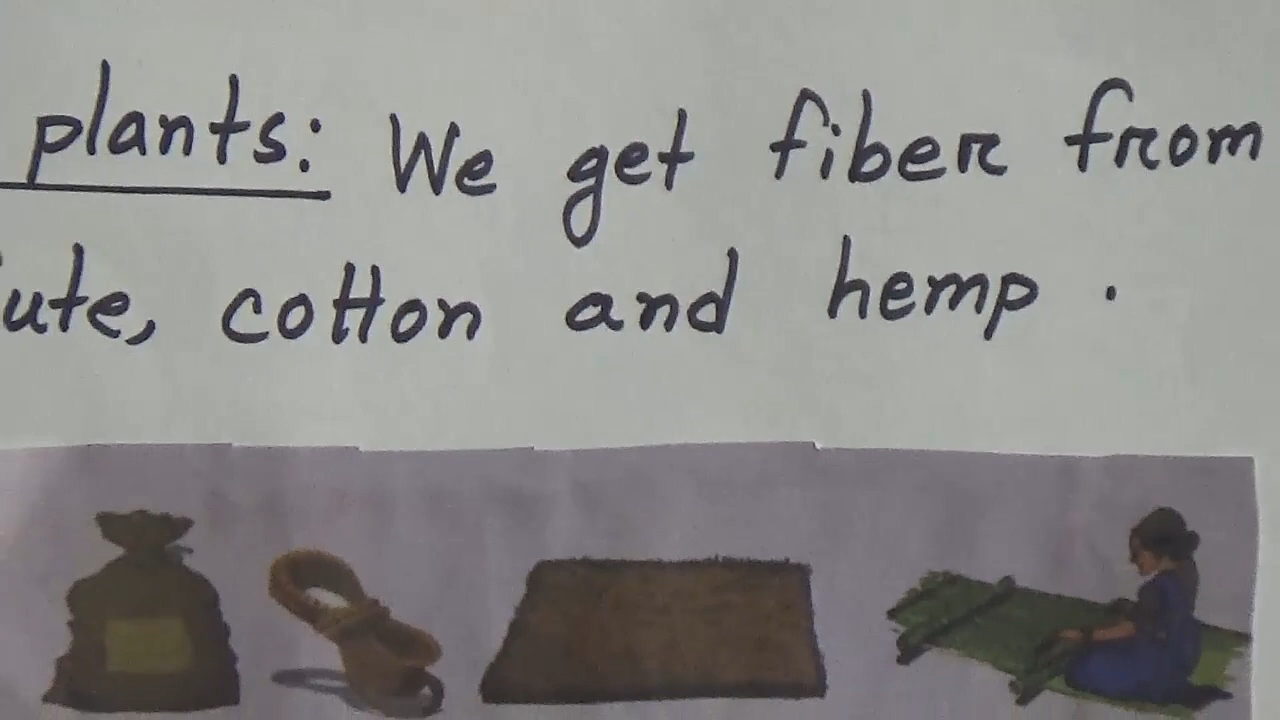 plants: We get fiber from
ute, cotton and hemp .